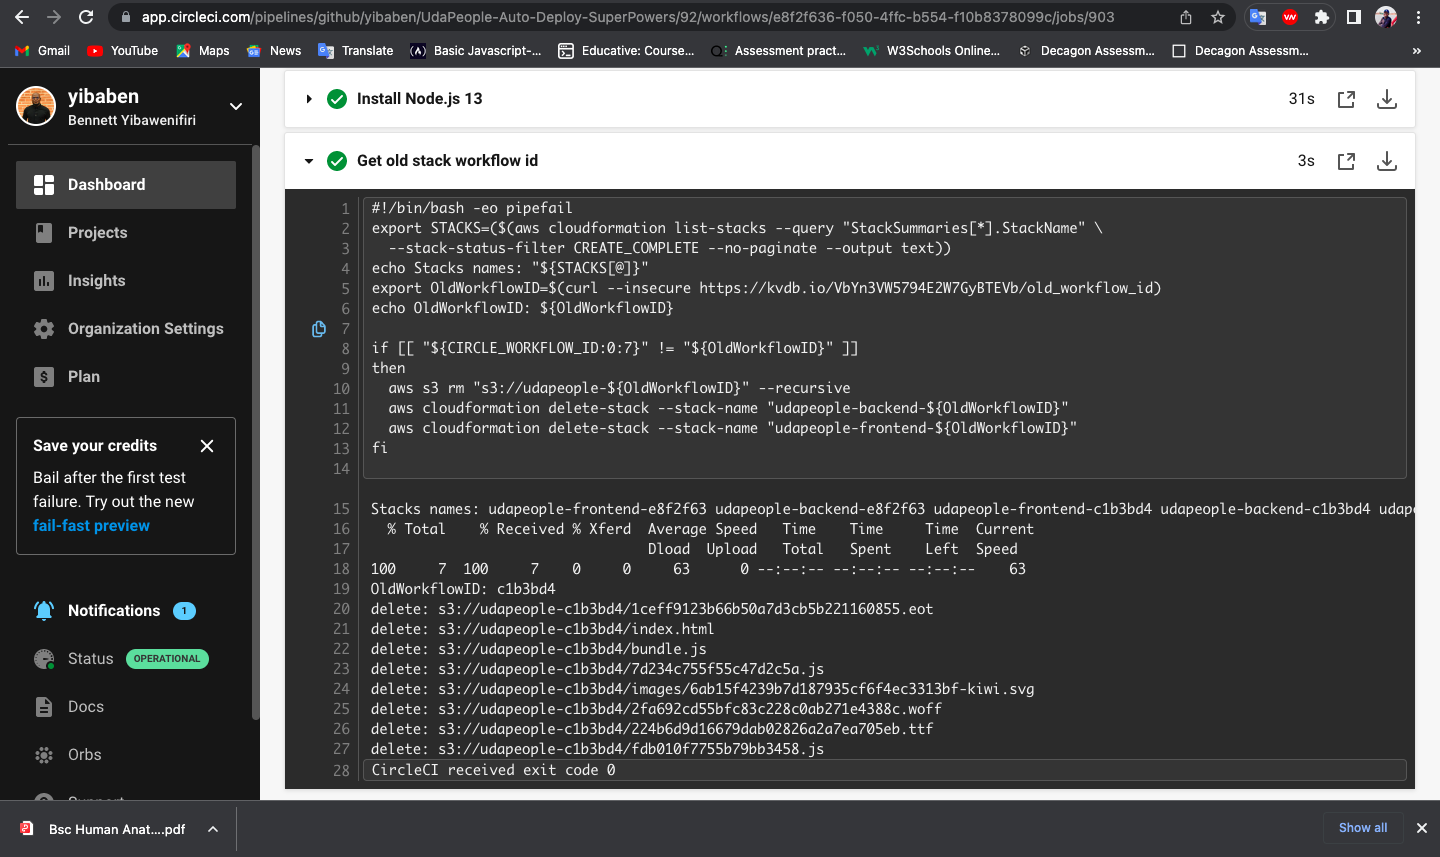 app.circleci.com/pipelines/github/yibaben/UdaPeople-Auto-Deploy-SuperPowers/92/workflows/e8f2f636-f050-4ffc-b554-f10b8378099c/jobs/903
Gmail YouTube Maps News Translate Basic Javascript-... Educative: Course... Assessment pract... W3Schools Online... Decagon Assessm... Decagon Assessm... »
yibaben
Bennett Yibawenifiri
Dashboard
Projects
Insights
Organization Settings
Plan
Save your credits
Bail after the first test
failure. Try out the new
fail-fast preview
Notifications 1
Status OPERATIONAL
Docs
Orbs
Install Node.js 13 31s
Get old stack workflow id 3s
1 #!/bin/bash -eo pipefail
2 export STACKS=($(aws cloudformation list-stacks --query "StackSummaries[*].StackName" \
3 --stack-status-filter CREATE_COMPLETE --no-paginate --output text))
4 echo Stacks names: "${STACKS[@]}"
5 export OldWorkflowID=$(curl --insecure https://kvdb.io/VbYn3VW5794E2W7GyBTEVb/old_workflow_id)
6 echo OldWorkflowID: ${OldWorkflowID}
7
8 if [[ "${CIRCLE_WORKFLOW_ID:0:7}" != "${OldWorkflowID}" ]]
9 then
10 aws s3 rm "s3://udapeople-${OldWorkflowID}" --recursive
11 aws cloudformation delete-stack --stack-name "udapeople-backend-${OldWorkflowID}"
12 aws cloudformation delete-stack --stack-name "udapeople-frontend-${OldWorkflowID}"
13 fi
14
15 Stacks names: udapeople-frontend-e8f2f63 udapeople-backend-e8f2f63 udapeople-frontend-c1b3bd4 udapeople-backend-c1b3bd4
16 % Total % Received % Xferd Average Speed Time Time Time Current
17 Dload Upload Total Spent Left Speed
18 100 7 100 7 0 0 63 0 --:--:-- --:--:-- --:--:-- 63
19 OldWorkflowID: c1b3bd4
20 delete: s3://udapeople-c1b3bd4/1ceff9123b66b50a7d3cb5b221160855.eot
21 delete: s3://udapeople-c1b3bd4/index.html
22 delete: s3://udapeople-c1b3bd4/bundle.js
23 delete: s3://udapeople-c1b3bd4/7d234c755f55c47d2c5a.js
24 delete: s3://udapeople-c1b3bd4/images/6ab15f4239b7d187935cf6f4ec3313bf-kiwi.svg
25 delete: s3://udapeople-c1b3bd4/2fa692cd55bfc83c228c0ab271e4388c.woff
26 delete: s3://udapeople-c1b3bd4/224b6d9d16679dab02826a2a7ea705eb.ttf
27 delete: s3://udapeople-c1b3bd4/fdb010f7755b79bb3458.js
28 CircleCI received exit code 0
Bsc Human Anat....pdf
Show all